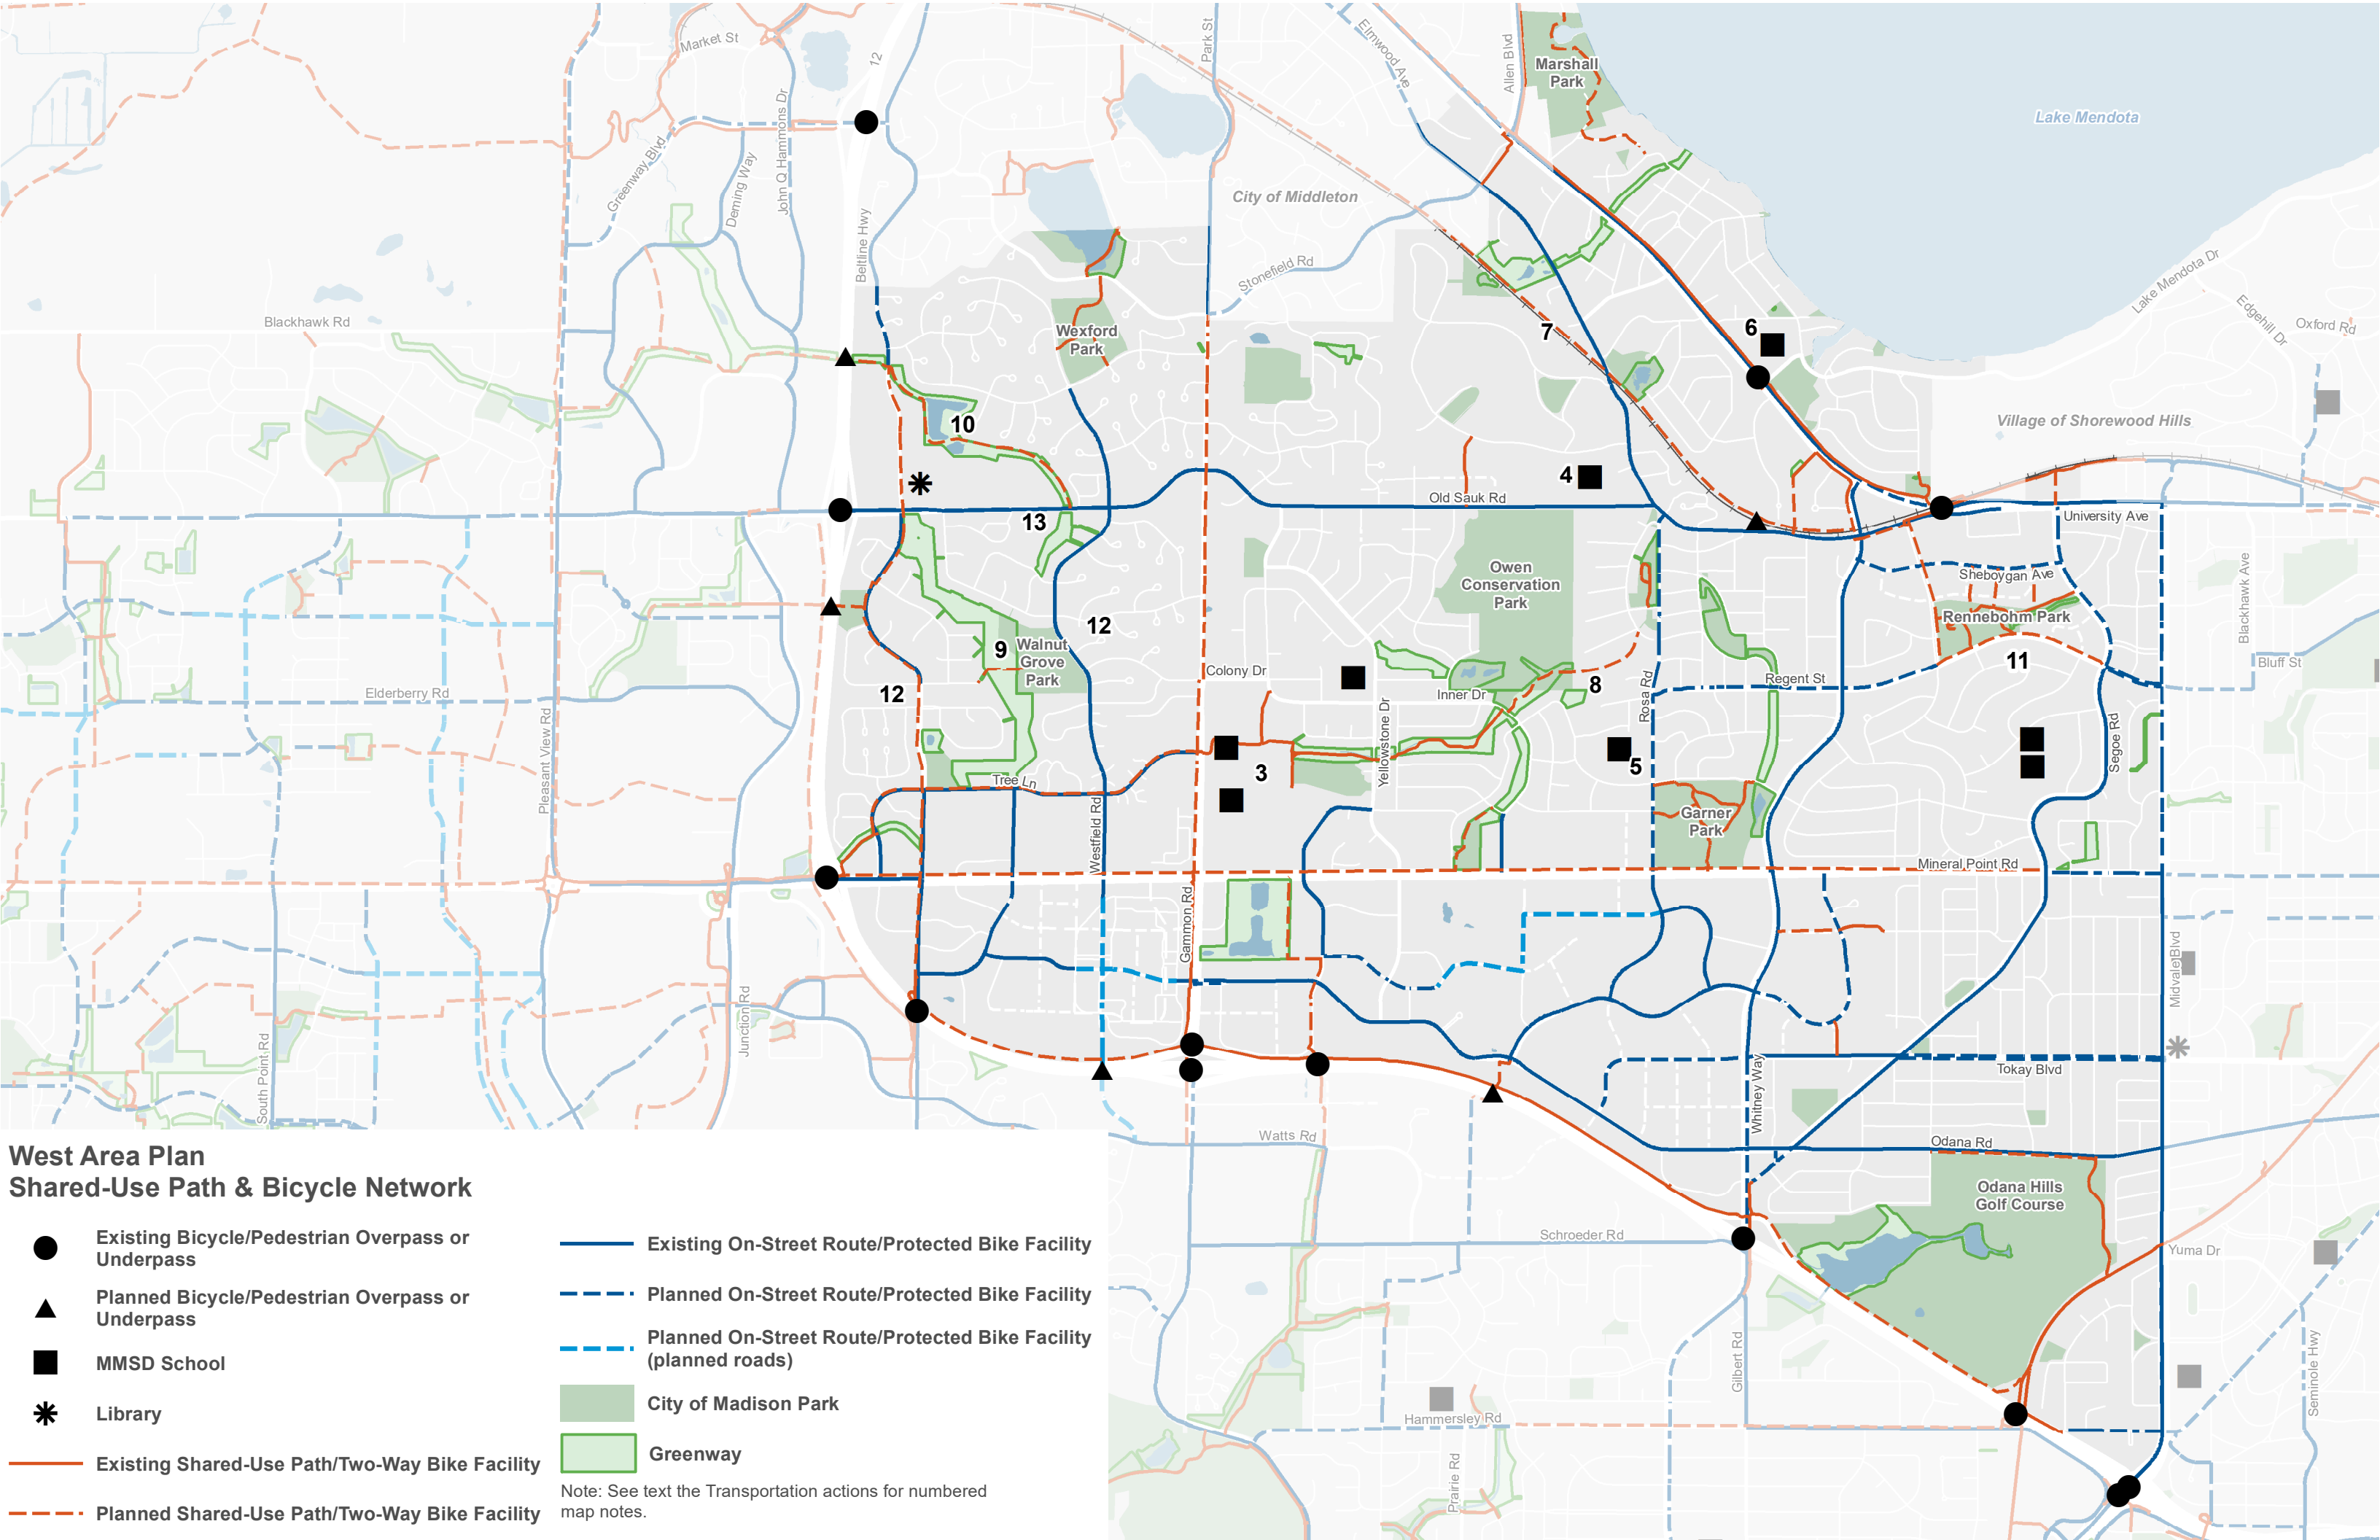 Market St
12
Park St
Elmwood Ave
Allen Blvd
Marshall
Park
Lake Mendota
John Q Hammons Dr
Greenway Blvd
Deming Way
City of Middleton
Beltline Hwy
Stonefield Rd
Lake Mendota Dr
Edgehill Dr
Oxford Rd
Blackhawk Rd
Wexford
Park
7
6
10
Village of Shorewood Hills
4
Old Sauk Rd
13
University Ave
Owen
Conservation
Park
Sheboygan Ave
Blackhawk Ave
Rennebohm Park
12
9
Walnut
Grove
Park
11
Bluff St
Colony Dr
Regent St
8
Inner Dr
Rosa Rd
Elderberry Rd
12
Yellowstone Dr
Segoe Rd
Pleasant View Rd
3
5
Tree Ln
Westfield Rd
Garner
Park
Mineral Point Rd
Gammon Rd
Midvale Blvd
Junction Rd
South Point Rd
Whitney Way
Tokay Blvd
Watts Rd
Odana Rd
Odana Hills
Golf Course
Schroeder Rd
Yuma Dr
Gilbert Rd
Seminole Hwy
Hammersley Rd
Prairie Rd
West Area Plan
Shared-Use Path & Bicycle Network
Existing Bicycle/Pedestrian Overpass or
Underpass
Planned Bicycle/Pedestrian Overpass or
Underpass
MMSD School
Library
Existing Shared-Use Path/Two-Way Bike Facility
Planned Shared-Use Path/Two-Way Bike Facility
Existing On-Street Route/Protected Bike Facility
Planned On-Street Route/Protected Bike Facility
Planned On-Street Route/Protected Bike Facility
(planned roads)
City of Madison Park
Greenway
Note: See text the Transportation actions for numbered
map notes.